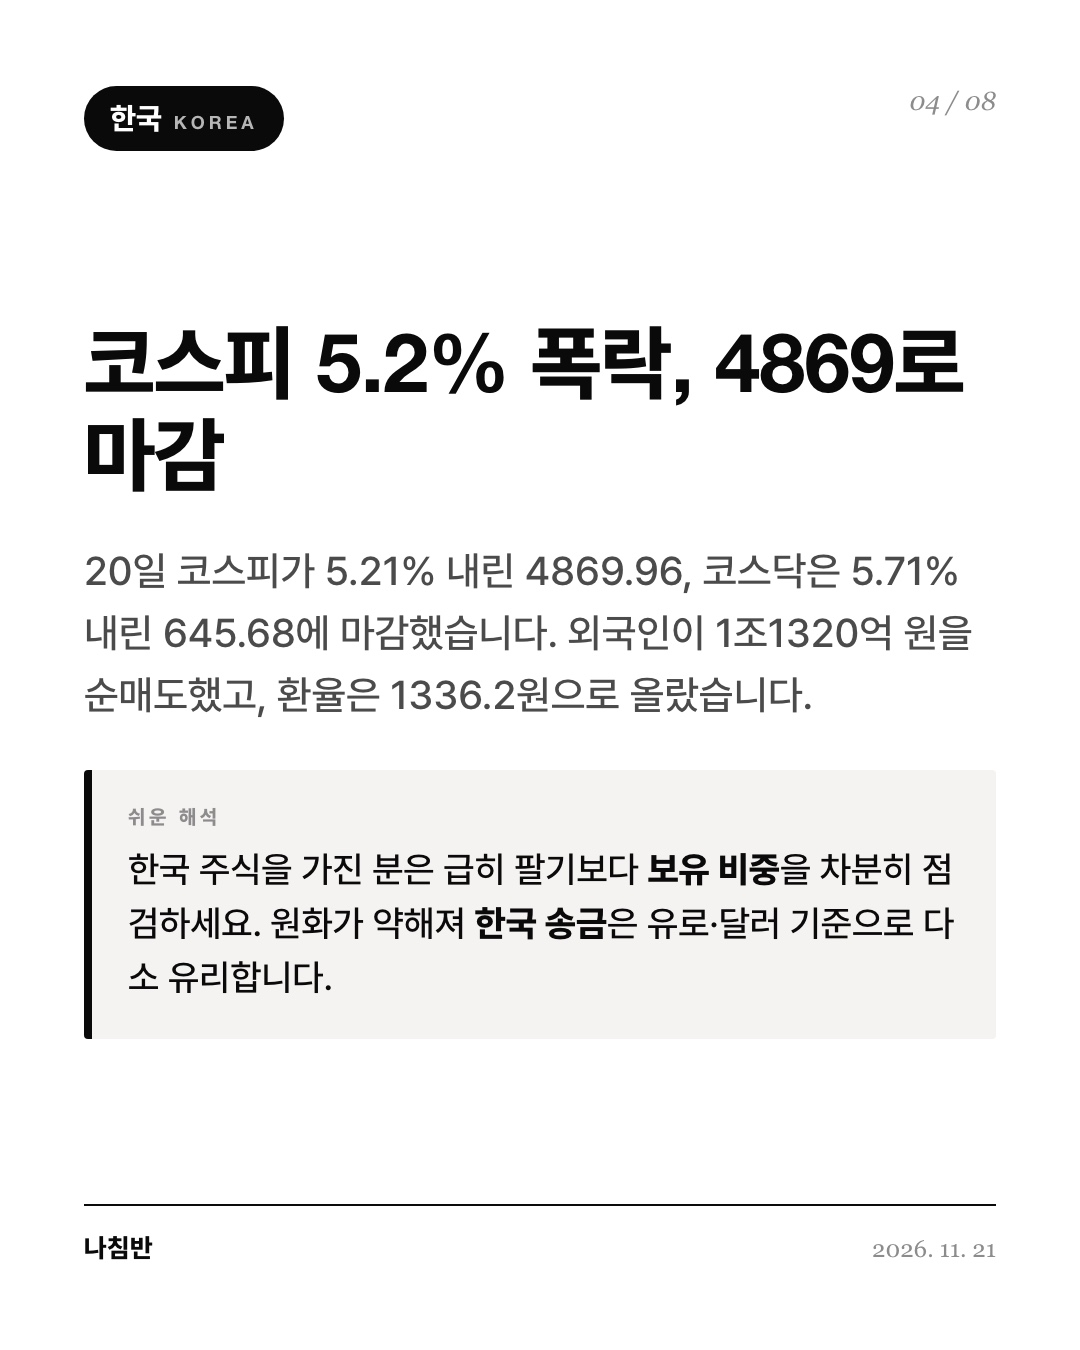 한국 KOREA
04 / 08
코스피 5.2% 폭락, 4869로
마감
20일 코스피가 5.21% 내린 4869.96, 코스닥은 5.71%
내린 645.68에 마감했습니다. 외국인이 1조1320억 원을
순매도했고, 환율은 1336.2원으로 올랐습니다.
쉬운 해석
한국 주식을 가진 분은 급히 팔기보다 보유 비중을 차분히 점
검하세요. 원화가 약해져 한국 송금은 유로·달러 기준으로 다
소 유리합니다.
나침반
2026. 11. 21